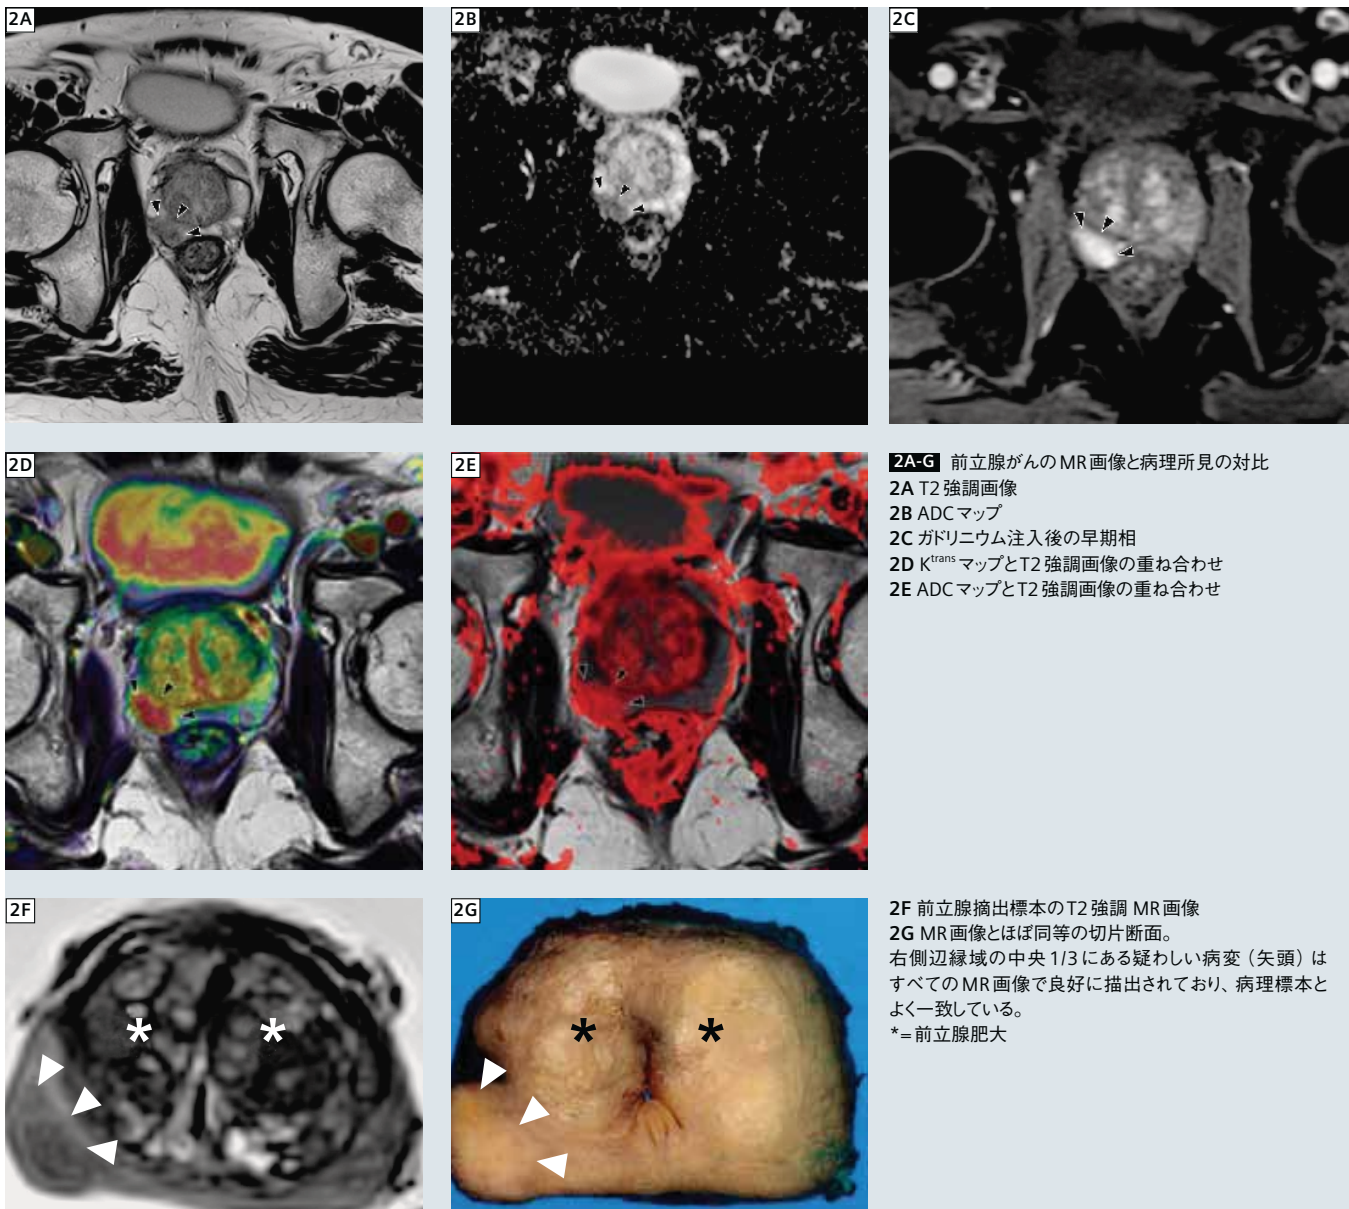 2A
2B
2C
2D
2E
2A-G 前立腺がんのMR画像と病理所見の対比
2A T2強調画像
2B ADCマップ
2C ガドリニウム注入後の早期相
2D KtransマップとT2強調画像の重ね合わせ
2E ADCマップとT2強調画像の重ね合わせ
2F
*
*
2G
*
*
2F 前立腺摘出標本のT2強調 MR画像
2G MR画像とほぼ同等の切片断面。
右側辺縁域の中央1/3にある疑わしい病変（矢頭）は
すべてのMR画像で良好に描出されており、病理標本と
よく一致している。
*=前立腺肥大